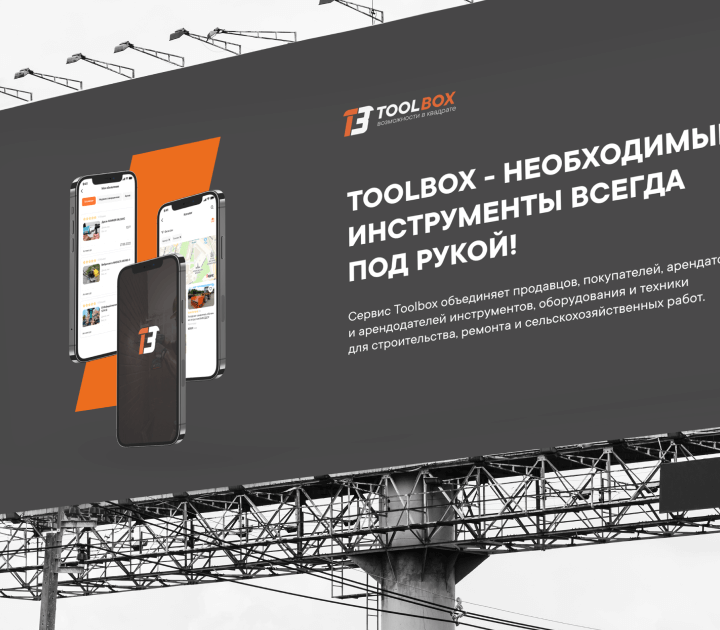 TOOLBOX
возможности в квадрате
TOOLBOX - НЕОБХОДИМЫ
ИНСТРУМЕНТЫ ВСЕГДА
ПОД РУКОЙ!
Сервис Toolbox объединяет продавцов, покупателей, арендато
и арендодателей инструментов, оборудования и техники
для строительства, ремонта и сельскохозяйственных работ.